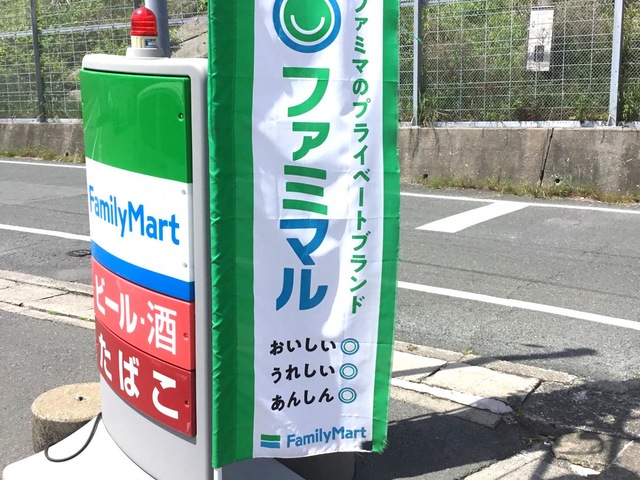 FamilyMart
ビール・酒
たばこ
ファミマのプライベートブランド
ファミマル
おいしい◎
うれしい◎
あんしん◎
FamilyMart